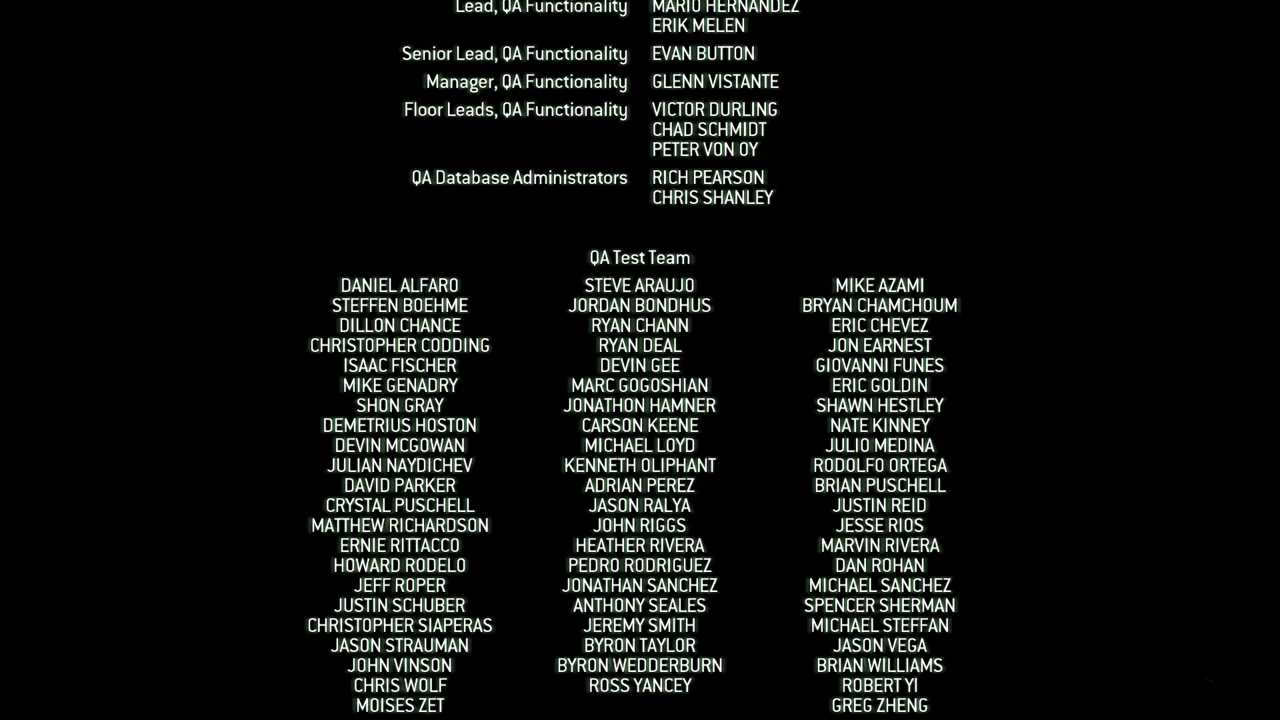 Lead, QA Functionality MARIO HERNANDEZ
ERIK MELEN
Senior Lead, QA Functionality EVAN BUTTON
Manager, QA Functionality GLENN VISTANTE
Floor Leads, QA Functionality VICTOR DURLING
CHAD SCHMIDT
PETER VON OY
QA Database Administrators RICH PEARSON
CHRIS SHANLEY
QA Test Team
DANIEL ALFARO STEVE ARAUJO MIKE AZAMI
STEFFEN BOEHME JORDAN BONDHUS BRYAN CHAMCHOUM
DILLON CHANCE RYAN CHANN ERIC CHEVEZ
CHRISTOPHER CODDING RYAN DEAL JON EARNEST
ISAAC FISCHER DEVIN GEE GIOVANNI FUNES
MIKE GENADRY MARC GOGOSHIAN ERIC GOLDIN
SHON GRAY JONATHON HAMNER SHAWN HESTLEY
DEMETRIUS HOSTON CARSON KEENE NATE KINNEY
DEVIN MCGOWAN MICHAEL LOYD JULIO MEDINA
JULIAN NAYDICHEV KENNETH OLIPHANT RODOLFO ORTEGA
DAVID PARKER ADRIAN PEREZ BRIAN PUSCHELL
CRYSTAL PUSCHELL JASON RALYA JUSTIN REID
MATTHEW RICHARDSON JOHN RIGGS JESSE RIOS
ERNIE RITTACCO HEATHER RIVERA MARVIN RIVERA
HOWARD RODELO PEDRO RODRIGUEZ DAN ROHAN
JEFF ROPER JONATHAN SANCHEZ MICHAEL SANCHEZ
JUSTIN SCHUBER ANTHONY SEALES SPENCER SHERMAN
CHRISTOPHER SIAPERAS JEREMY SMITH MICHAEL STEFFAN
JASON STRAUMAN BYRON TAYLOR JASON VEGA
JOHN VINSON BYRON WEDDERBURN BRIAN WILLIAMS
CHRIS WOLF ROSS YANCEY ROBERT YI
MOISES ZET GREG ZHENG